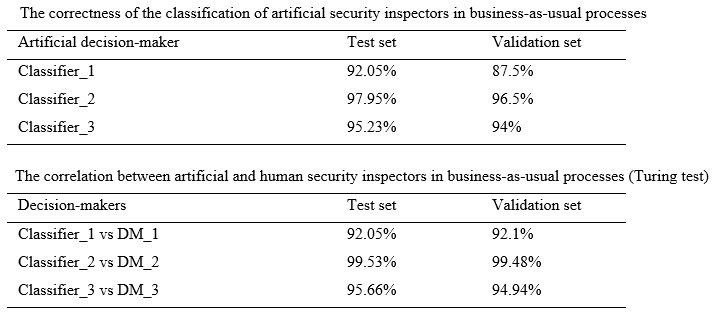 The correctness of the classification of artificial security inspectors in business-as-usual processes
Artificial decision-maker Test set Validation set
Classifier_1 92.05% 87.5%
Classifier_2 97.95% 96.5%
Classifier_3 95.23% 94%
The correlation between artificial and human security inspectors in business-as-usual processes (Turing test)
Decision-makers Test set Validation set
Classifier_1 vs DM_1 92.05% 92.1%
Classifier_2 vs DM_2 99.53% 99.48%
Classifier_3 vs DM_3 95.66% 94.94%